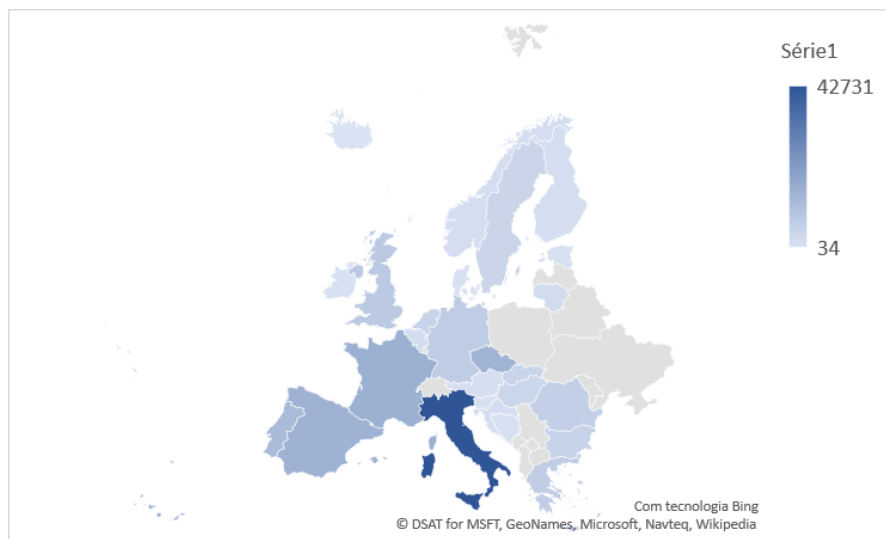 Série1
42731
34
Com tecnologia Bing
© DSAT for MSFT, GeoNames, Microsoft, Navteq, Wikipedia